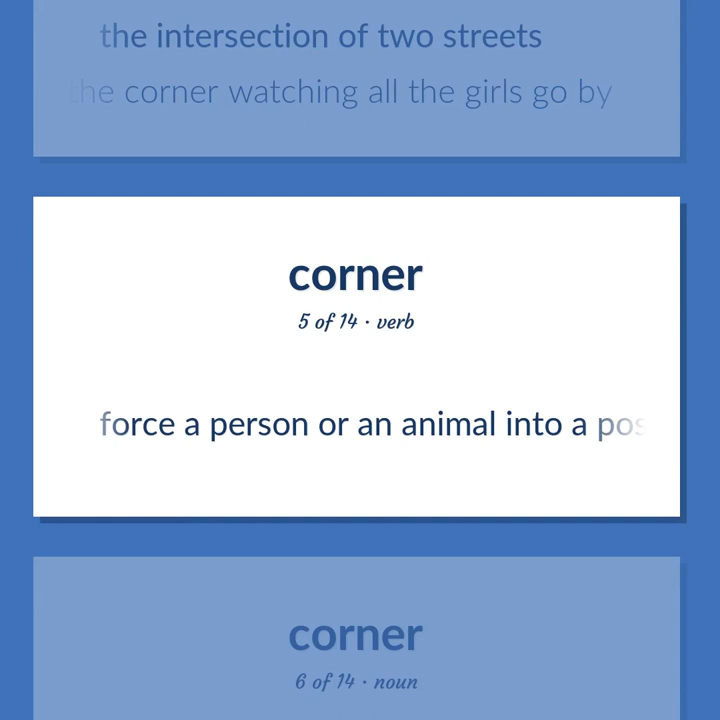 the intersection of two streets
the corner watching all the girls go by
corner
5 of 14 · verb
force a person or an animal into a
corner
6 of 14 · noun